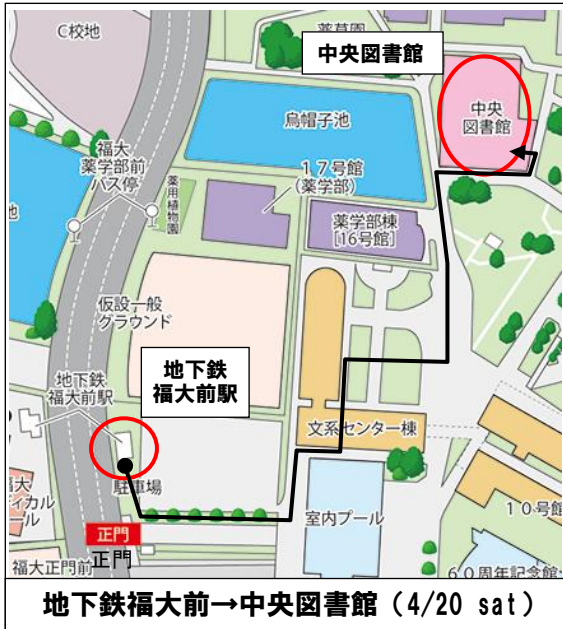 C校地
薬草園
中央図書館
烏帽子池
中央
図書館
福大
薬学部前
バス停
17号館
(薬学部)
薬用植物園
薬学部棟
[16号館]
池
仮設一般
グラウンド
地下鉄
福大前駅
地下鉄
福大前駅
文系センター棟
駐車場
室内プール
10号館
正門
正門
福大正門前
60周年記念館
地下鉄福大前→中央図書館(4/20 sat)